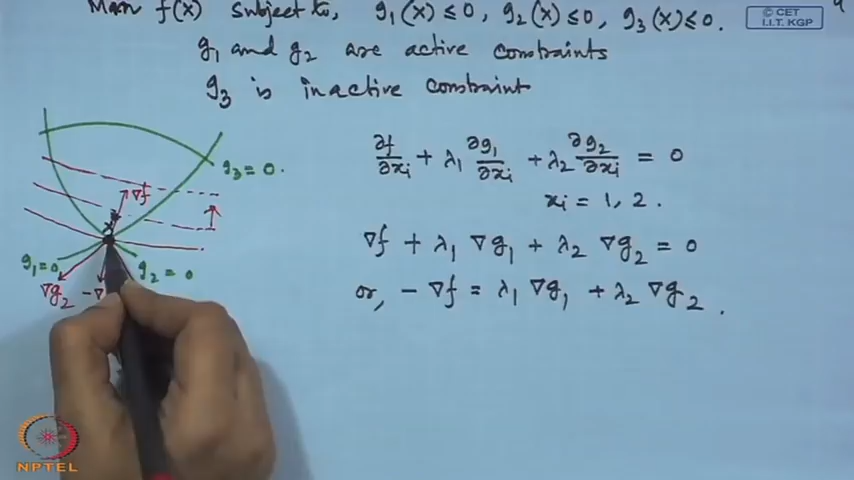 Min f(x) subject to, g₁(x) ≤ 0, g₂(x) ≤ 0, g₃(x) ≤ 0.
© CET
I.I.T. KGP
g₁ and g₂ are active constraints
g₃ is inactive constraint
∂f/∂xᵢ + λ₁ ∂g₁/∂xᵢ + λ₂ ∂g₂/∂xᵢ = 0
xᵢ = 1, 2.
∇f + λ₁ ∇g₁ + λ₂ ∇g₂ = 0
or, - ∇f = λ₁ ∇g₁ + λ₂ ∇g₂.
g₃ = 0.
∇f
g₁ = 0
g₂ = 0
∇g₂
NPTEL